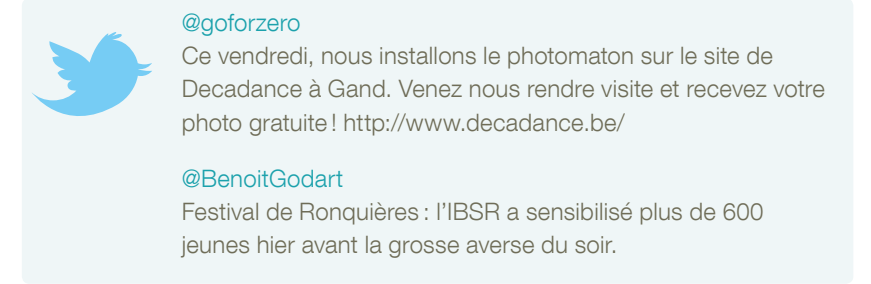 @goforzero
Ce vendredi, nous installons le photomaton sur le site de
Decadance à Gand. Venez nous rendre visite et recevez votre
photo gratuite ! http://www.decadance.be/
@BenoitGodart
Festival de Ronquières : l’IBSR a sensibilisé plus de 600
jeunes hier avant la grosse averse du soir.